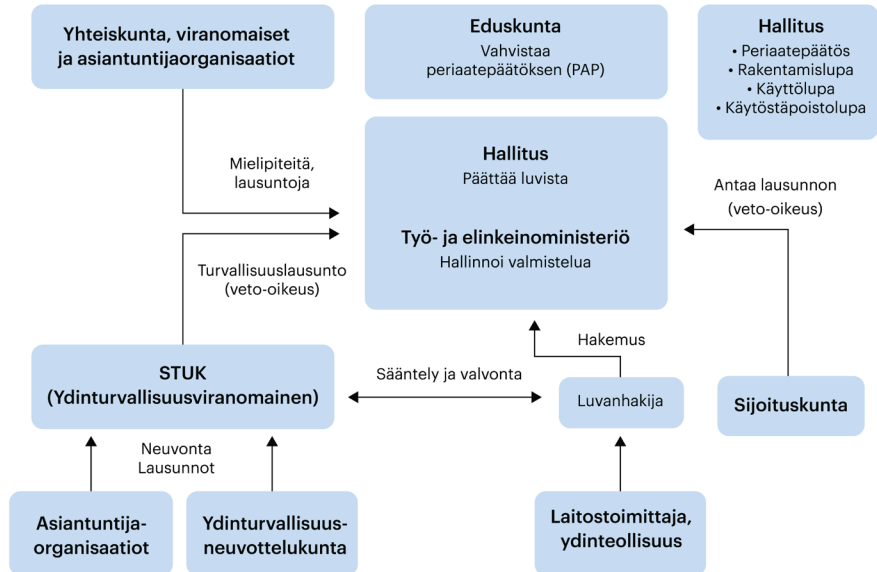 Yhteiskunta, viranomaiset
ja asiantuntijaorganisaatiot
Eduskunta
Vahvistaa
periaatepäätöksen (PAP)
Hallitus
• Periaatepäätös
• Rakentamislupa
• Käyttölupa
• Käytöstäpoistolupa
Mielipiteitä,
lausuntoja
Hallitus
Päättää luvista
Työ- ja elinkeinoministeriö
Hallinnoi valmistelua
Antaa lausunnon
(veto-oikeus)
Turvallisuuslausunto
(veto-oikeus)
Hakemus
STUK
(Ydinturvallisuusviranomainen)
Sääntely ja valvonta
Luvanhakija
Sijoituskunta
Neuvonta
Lausunnot
Asiantuntija-
organisaatiot
Ydinturvallisuus-
neuvottelukunta
Laitostoimittaja,
ydinteollisuus